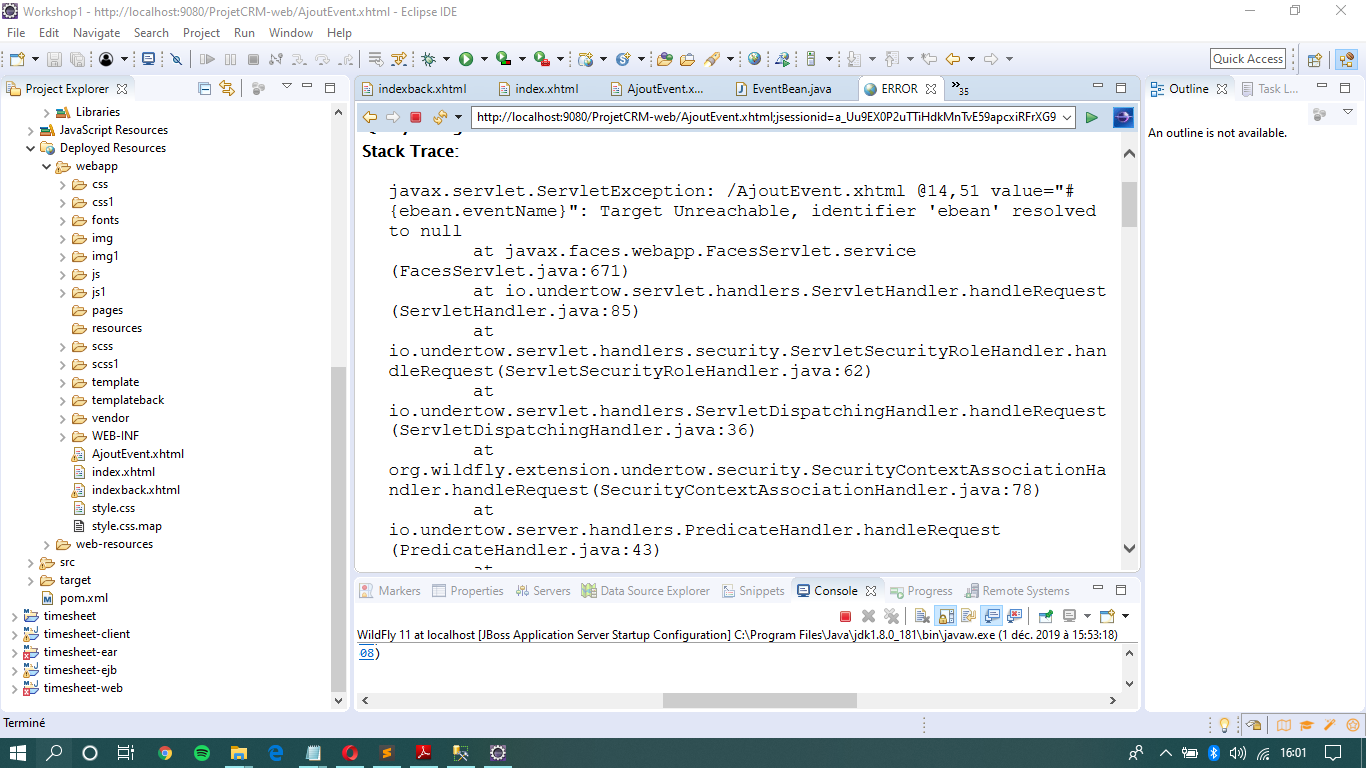 Workshop1 - http://localhost:9080/ProjetCRM-web/AjoutEvent.xhtml - Eclipse IDE
File Edit Navigate Search Project Run Window Help
Quick Access
Project Explorer
Libraries
JavaScript Resources
Deployed Resources
webapp
css
css1
fonts
img
img1
js
js1
pages
resources
scss
scss1
template
templateback
vendor
WEB-INF
AjoutEvent.xhtml
index.xhtml
indexback.xhtml
style.css
style.css.map
web-resources
src
target
pom.xml
timesheet
timesheet-client
timesheet-ear
timesheet-ejb
timesheet-web
indexback.xhtml index.xhtml AjoutEvent.x... EventBean.java ERROR »35
http://localhost:9080/ProjetCRM-web/AjoutEvent.xhtml;jsessionid=a_Uu9EX0P2uTTiHdkMnTvE59apcxiRFrXG9
Stack Trace:
javax.servlet.ServletException: /AjoutEvent.xhtml @14,51 value="#
{ebean.eventName}": Target Unreachable, identifier 'ebean' resolved
to null
at javax.faces.webapp.FacesServlet.service
(FacesServlet.java:671)
at io.undertow.servlet.handlers.ServletHandler.handleRequest
(ServletHandler.java:85)
at
io.undertow.servlet.handlers.security.ServletSecurityRoleHandler.han
dleRequest(ServletSecurityRoleHandler.java:62)
at
io.undertow.servlet.handlers.ServletDispatchingHandler.handleRequest
(ServletDispatchingHandler.java:36)
at
org.wildfly.extension.undertow.security.SecurityContextAssociationHa
ndler.handleRequest(SecurityContextAssociationHandler.java:78)
at
io.undertow.server.handlers.PredicateHandler.handleRequest
(PredicateHandler.java:43)
at
Outline Task L...
An outline is not available.
Markers Properties Servers Data Source Explorer Snippets Console Progress Remote Systems
WildFly 11 at localhost [JBoss Application Server Startup Configuration] C:\Program Files\Java\jdk1.8.0_181\bin\javaw.exe (1 déc. 2019 à 15:53:18)
08)
Terminé
16:01